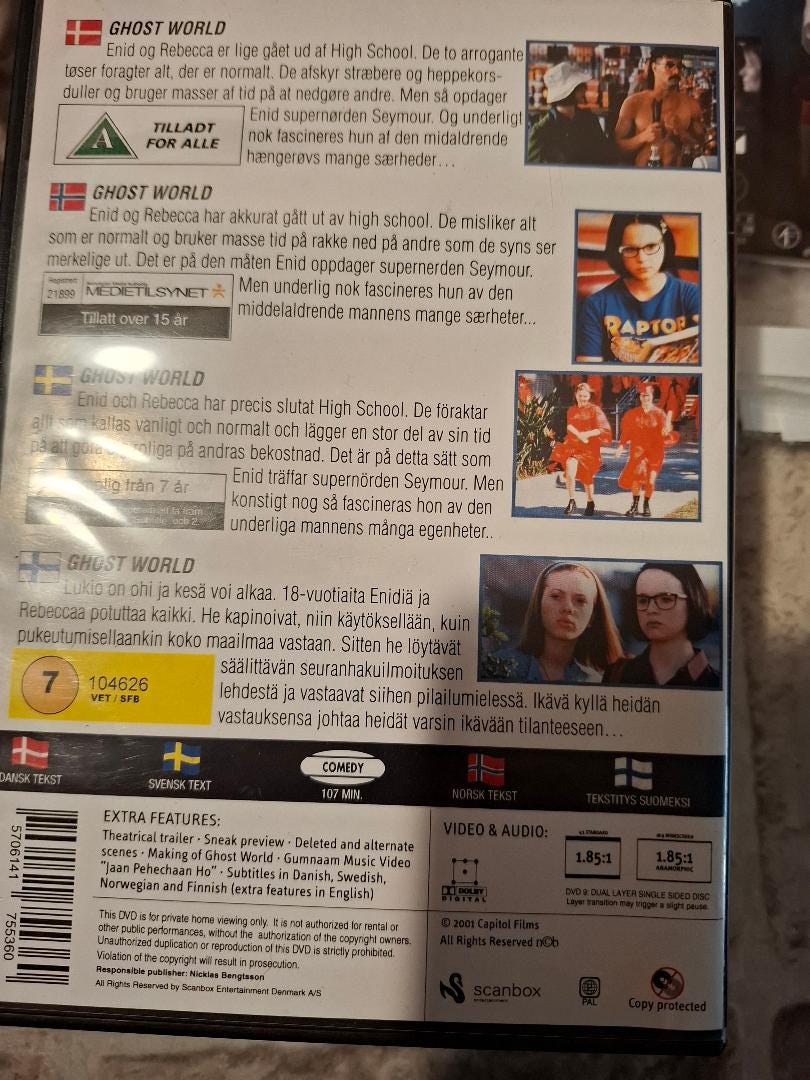 GHOST WORLD
Enid og Rebecca er lige gået ud af High School. De to arrogante
tøser foragter alt, der er normalt. De afskyr stræbere og heppekors-
duller og bruger masser af tid på at nedgøre andre. Men så opdager
Enid supernørden Seymour. Og underligt
nok fascineres hun af den midaldrende
hængerøvs mange særheder...
A
TILLADT
FOR ALLE
GHOST WORLD
Enid og Rebecca har akkurat gått ut av high school. De misliker alt
som er normalt og bruker masse tid på rakke ned på andre som de syns ser
merkelige ut. Det er på den måten Enid oppdager supernerden Seymour.
Men underlig nok fascineres hun av den
middelaldrende mannens mange særheter...
Registrert
21899
MEDIETILSYNET
Tillatt over 15 år
RAPTOR
GHOST WORLD
Enid och Rebecca har precis slutat High School. De föraktar
allt som kallas vanligt och normalt och lägger en stor del av sin tid
på att göra sig roliga på andras bekostnad. Det är på detta sätt som
Enid träffar supernörden Seymour. Men
konstigt nog så fascineras hon av den
underliga mannens många egenheter..
från 7 år
och 2.
GHOST WORLD
Lukio on ohi ja kesä voi alkaa. 18-vuotiaita Enidiä ja
Rebeccaa potuttaa kaikki. He kapinoivat, niin käytöksellään, kuin
pukeutumisellaankin koko maailmaa vastaan. Sitten he löytävät
säälittävän seuranhakuilmoituksen
lehdestä ja vastaavat siihen pilailumielessä. Ikävä kyllä heidän
vastauksensa johtaa heidät varsin ikävään tilanteeseen...
7
104626
VET / SFB
DANSK TEKST
SVENSK TEXT
COMEDY
107 MIN.
NORSK TEKST
TEKSTITYS SUOMEKSI
5706141 755360
EXTRA FEATURES:
Theatrical trailer · Sneak preview · Deleted and alternate
scenes · Making of Ghost World · Gumnaam Music Video
"Jaan Pehechaan Ho" · Subtitles in Danish, Swedish,
Norwegian and Finnish (extra features in English)
This DVD is for private home viewing only. It is not authorized for rental or
other public performances, without the authorization of the copyright owners.
Unauthorized duplication or reproduction of this DVD is strictly prohibited.
Violation of the copyright will result in prosecution.
Responsible publisher: Nicklas Bengtsson
All Rights Reserved by Scanbox Entertainment Denmark A/S
VIDEO & AUDIO:
DOLBY
DIGITAL
4:3 STANDARD
1.85:1
16:9 WIDESCREEN
1.85:1
ANAMORPHIC
DVD 9: DUAL LAYER SINGLE SIDED DISC
Layer transition may trigger a slight pause.
© 2001 Capitol Films
All Rights Reserved n©b
scanbox
entertainment
PAL
Copy protected